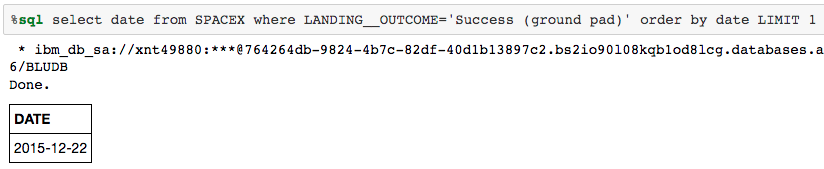 %sql select date from SPACEX where LANDING__OUTCOME='Success (ground pad)' order by date LIMIT 1
* ibm_db_sa://xnt49880:***@764264db-9824-4b7c-82df-40d1b13897c2.bs2io90l08kqb1od8lcg.databases.a
6/BLUDB
Done.
DATE
2015-12-22